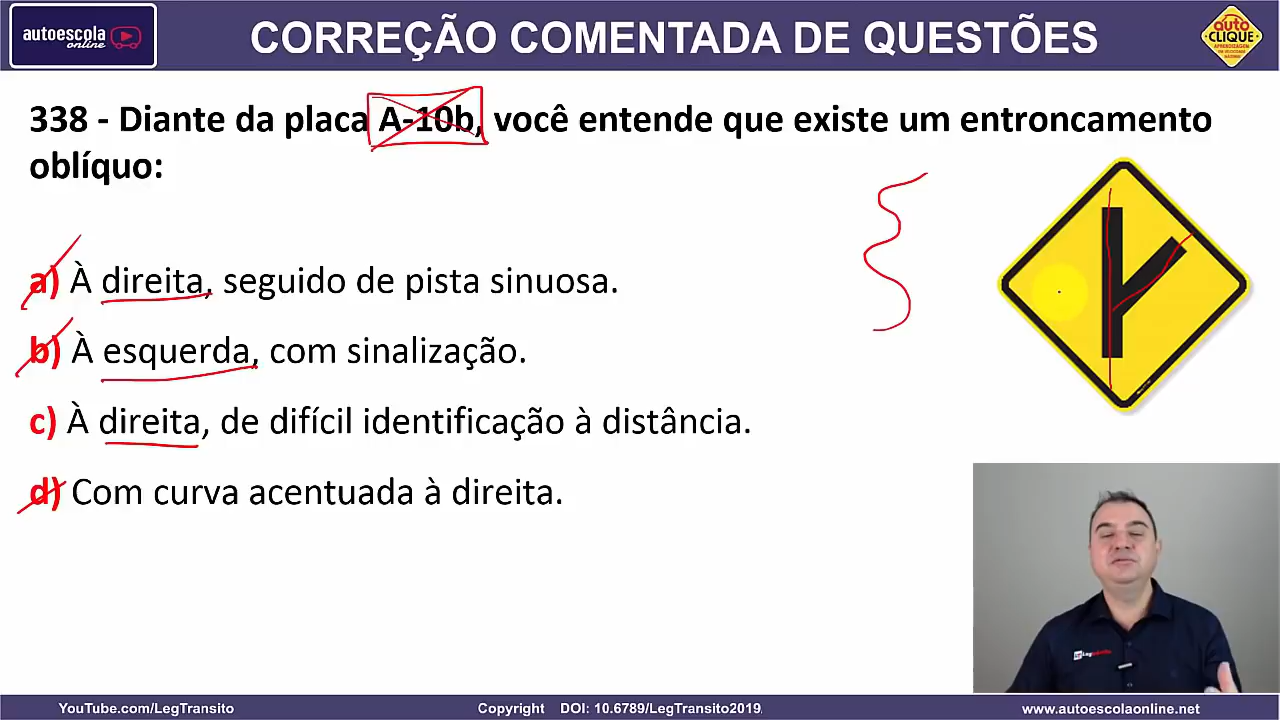 autoescola
online
CORREÇÃO COMENTADA DE QUESTÕES
auto
CLIQUE
338 - Diante da placa A-10b, você entende que existe um entroncamento
oblíquo:
a) À direita, seguido de pista sinuosa.
b) À esquerda, com sinalização.
c) À direita, de difícil identificação à distância.
d) Com curva acentuada à direita.
YouTube.com/LegTransito
Copyright DOI: 10.6789/LegTransito2019
www.autoescolaonline.net